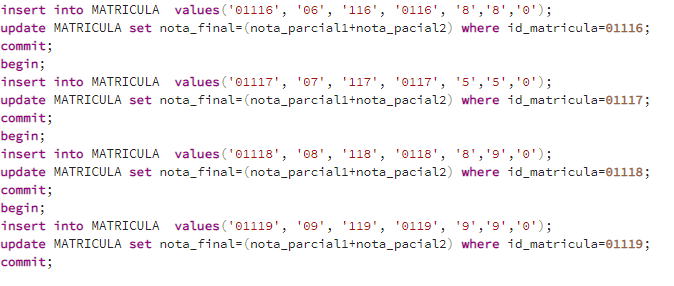 insert into MATRICULA  values('01116', '06', '116', '0116', '8','8','0');
update MATRICULA set nota_final=(nota_parcial1+nota_pacial2) where id_matricula=01116;
commit;
begin;
insert into MATRICULA  values('01117', '07', '117', '0117', '5','5','0');
update MATRICULA set nota_final=(nota_parcial1+nota_pacial2) where id_matricula=01117;
commit;
begin;
insert into MATRICULA  values('01118', '08', '118', '0118', '8','9','0');
update MATRICULA set nota_final=(nota_parcial1+nota_pacial2) where id_matricula=01118;
commit;
begin;
insert into MATRICULA  values('01119', '09', '119', '0119', '9','9','0');
update MATRICULA set nota_final=(nota_parcial1+nota_pacial2) where id_matricula=01119;
commit;